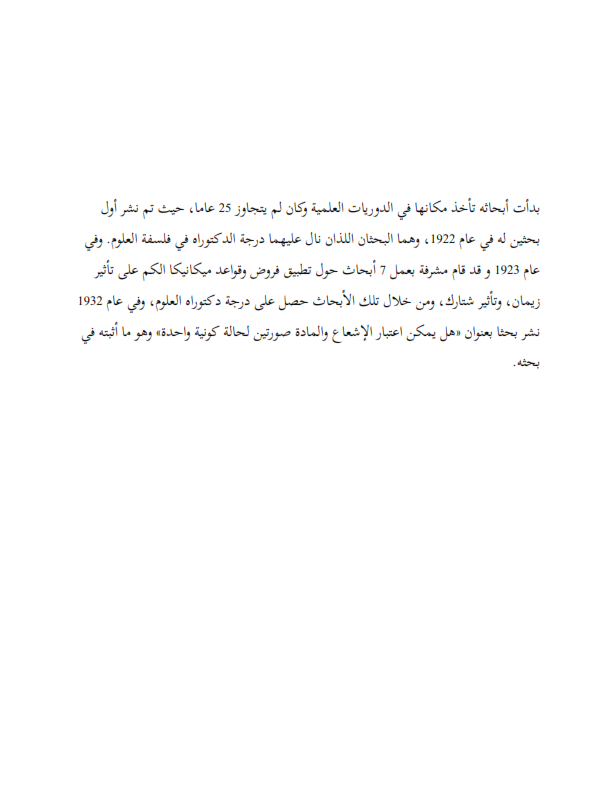 بدأت أبحاثه تأخذ مكانها في الدوريات العلمية وكان لم يتجاوز 25 عاما، حيث تم نشر أول
بحثين له في عام 1922، وهما البحثان اللذان نال عليهما درجة الدكتوراه في فلسفة العلوم. وفي
عام 1923 و قد قام مشرفة بعمل 7 أبحاث حول تطبيق فروض وقواعد ميكانيكا الكم على تأثير
زيمان، وتأثير شتارك، ومن خلال تلك الأبحاث حصل على درجة دكتوراه العلوم، وفي عام 1932
نشر بحثا بعنوان «هل يمكن اعتبار الإشعاع والمادة صورتين لحالة كونية واحدة» وهو ما أثبته في
بحثه.